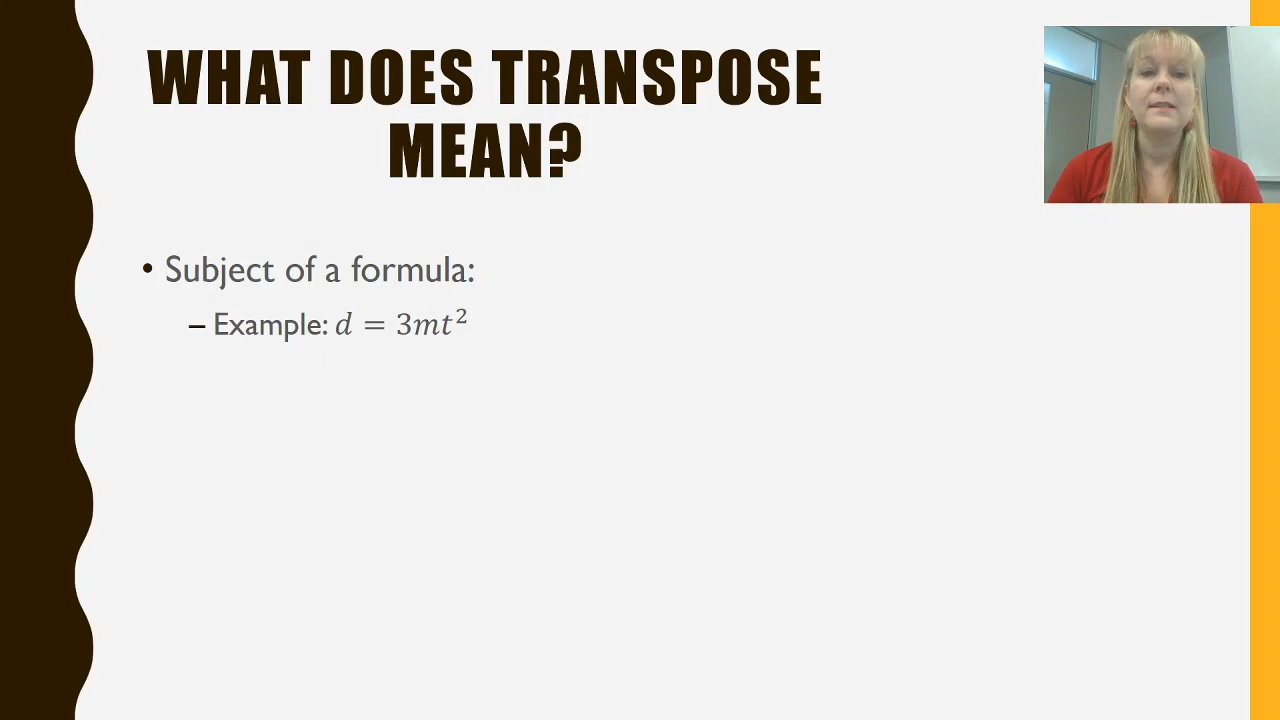 WHAT DOES TRANSPOSE
MEAN?
• Subject of a formula:
– Example: d = 3mt²